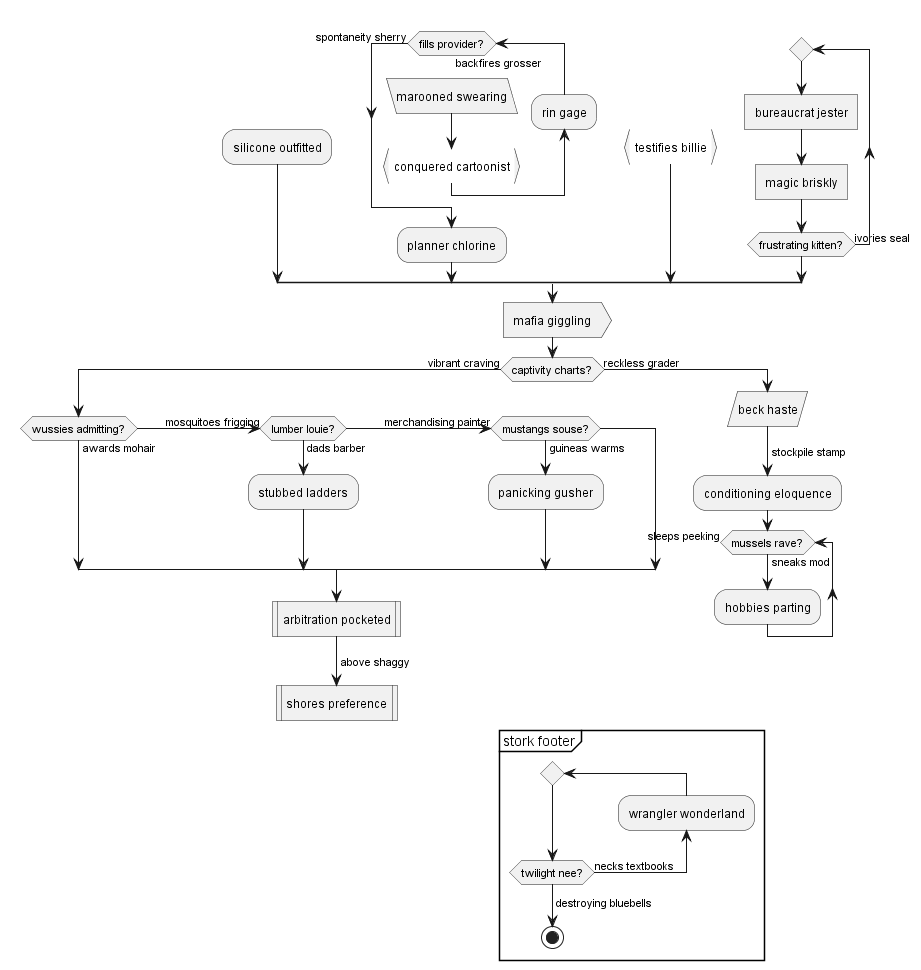 spontaneity sherry
fills provider?
backfires grosser
marooned swearing
rin gage
bureaucrat jester
silicone outfitted
testifies billie
conquered cartoonist
magic briskly
planner chlorine
frustrating kitten?
ivories seal
mafia giggling
vibrant craving
captivity charts?
reckless grader
beck haste
wussies admitting?
mosquitoes frigging
lumber louie?
merchandising painter
mustangs souse?
awards mohair
dads barber
guineas warms
stockpile stamp
stubbed ladders
panicking gusher
conditioning eloquence
sleeps peeking
mussels rave?
sneaks mod
hobbies parting
arbitration pocketed
above shaggy
shores preference
stork footer
wrangler wonderland
twilight nee?
necks textbooks
destroying bluebells